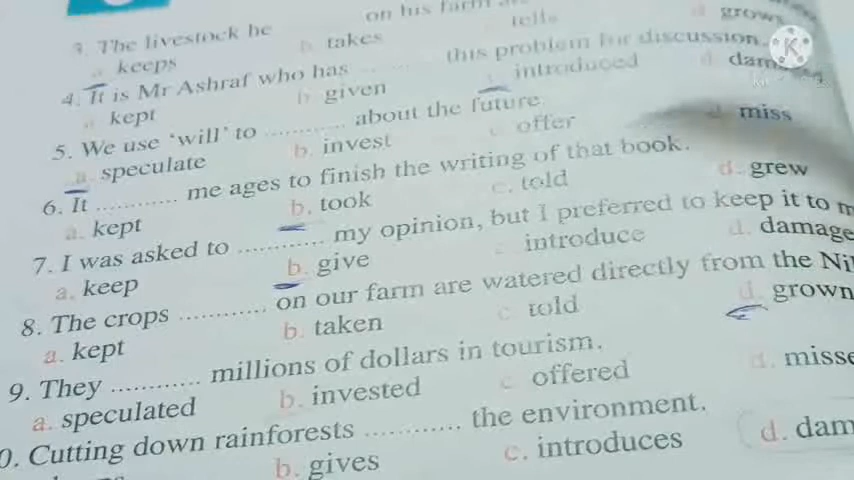 3. The livestock he on his farm
a. keeps b. takes tells d. grows
4. It is Mr Ashraf who has ........ this problem for discussion.
a. kept b. given c. introduced d.
5. We use 'will' to ............ about the future
a. speculate b. invest c. offer d. miss
6. It ............ me ages to finish the writing of that book.
a. kept b. took c. told d. grew
7. I was asked to ............ my opinion, but I preferred to keep it to m
a. keep b. give c. introduce d. damage
8. The crops ............ on our farm are watered directly from the Ni
a. kept b. taken c. told d. grown
9. They ............ millions of dollars in tourism.
a. speculated b. invested c. offered d. misse
0. Cutting down rainforests ............ the environment.
b. gives c. introduces d. dam
K